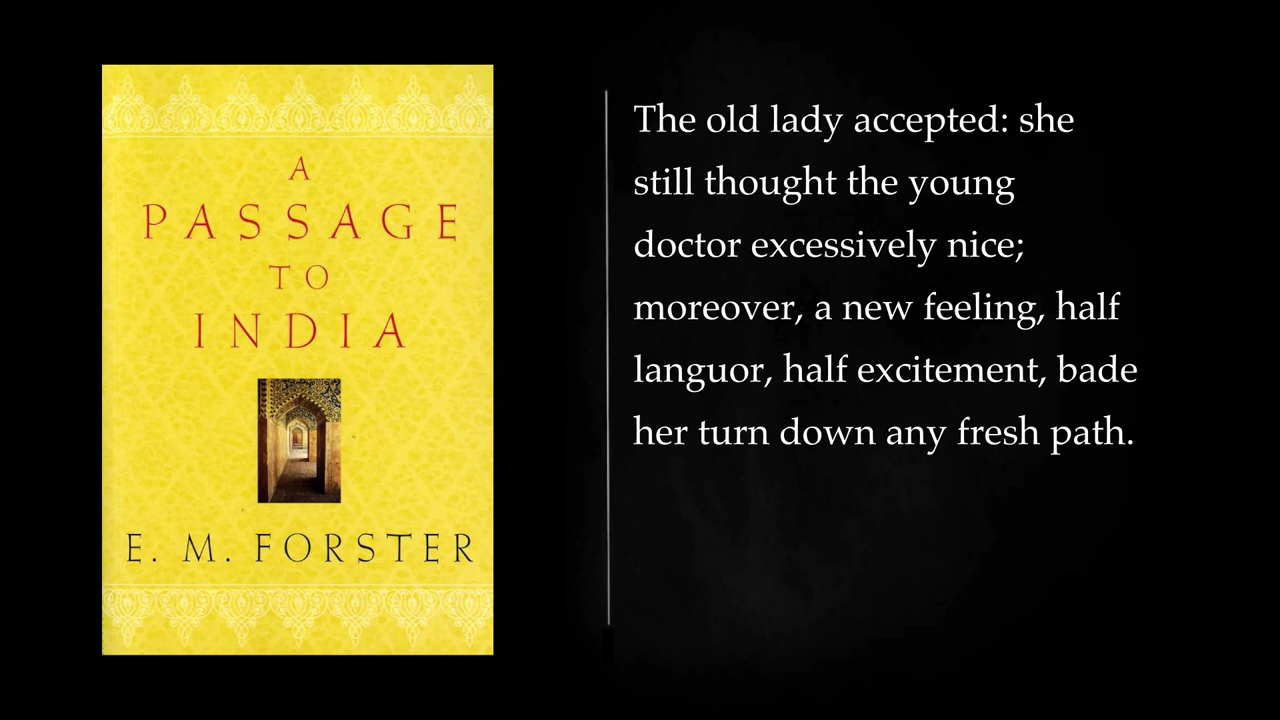 A
PASSAGE
TO
INDIA
E. M. FORSTER
The old lady accepted: she
still thought the young
doctor excessively nice;
moreover, a new feeling, half
languor, half excitement, bade
her turn down any fresh path.